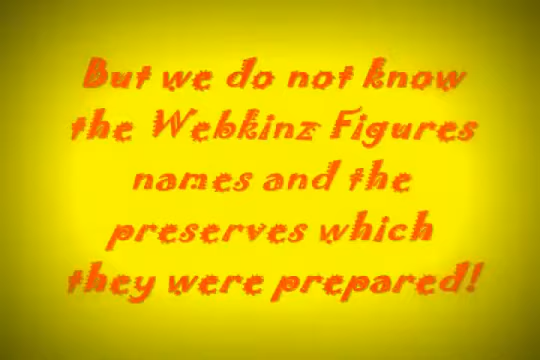 But we do not know
the Webkinz Figures
names and the
preserves which
they were prepared!